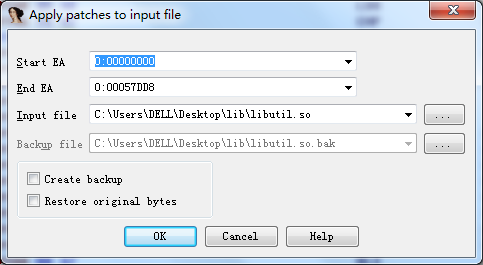 Apply patches to input file
Start EA 0:00000000
End EA 0:00057DD8
Input file C:\Users\DELL\Desktop\lib\libutil.so ...
Backup file C:\Users\DELL\Desktop\lib\libutil.so.bak ...
Create backup
Restore original bytes
OK Cancel Help